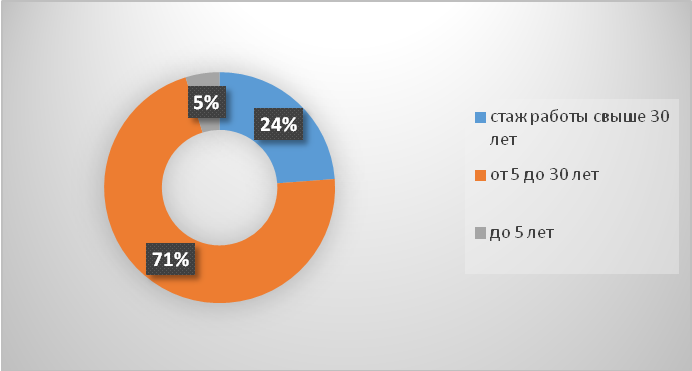 5%
24%
71%
стаж работы свыше 30
лет
от 5 до 30 лет
до 5 лет